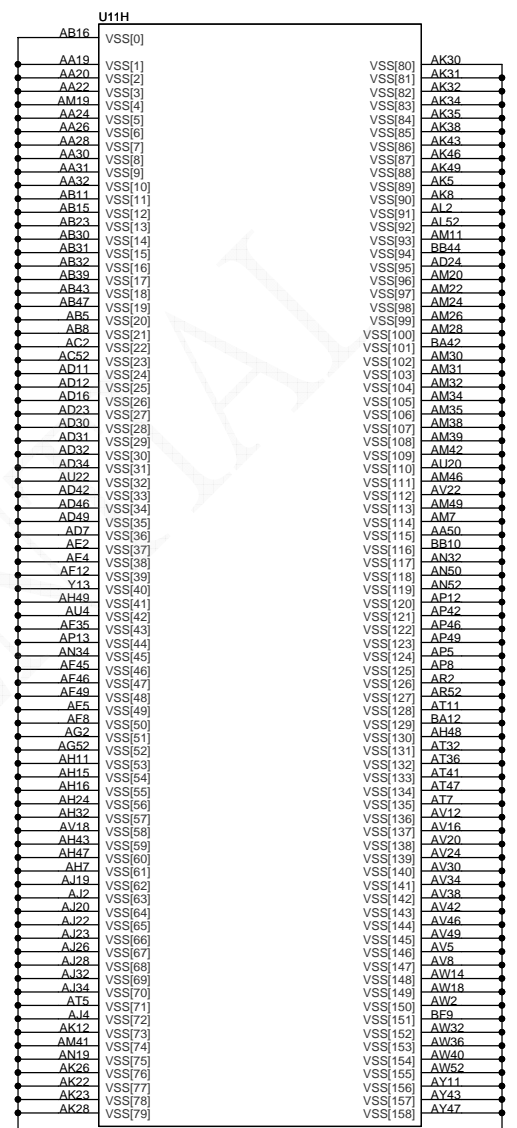 U11H
AB16 VSS[0]
AA19 VSS[1]
AA20 VSS[2]
AA22 VSS[3]
AM19 VSS[4]
AA24 VSS[5]
AA26 VSS[6]
AA28 VSS[7]
AA30 VSS[8]
AA31 VSS[9]
AA32 VSS[10]
AB11 VSS[11]
AB15 VSS[12]
AB23 VSS[13]
AB30 VSS[14]
AB31 VSS[15]
AB32 VSS[16]
AB39 VSS[17]
AB43 VSS[18]
AB47 VSS[19]
AB5 VSS[20]
AB8 VSS[21]
AC2 VSS[22]
AC52 VSS[23]
AD11 VSS[24]
AD12 VSS[25]
AD16 VSS[26]
AD23 VSS[27]
AD30 VSS[28]
AD31 VSS[29]
AD32 VSS[30]
AD34 VSS[31]
AU22 VSS[32]
AD42 VSS[33]
AD46 VSS[34]
AD49 VSS[35]
AD7 VSS[36]
AE2 VSS[37]
AE4 VSS[38]
AF12 VSS[39]
Y13 VSS[40]
AH49 VSS[41]
AU4 VSS[42]
AF35 VSS[43]
AP13 VSS[44]
AN34 VSS[45]
AF45 VSS[46]
AF46 VSS[47]
AF49 VSS[48]
AF5 VSS[49]
AF8 VSS[50]
AG2 VSS[51]
AG52 VSS[52]
AH11 VSS[53]
AH15 VSS[54]
AH16 VSS[55]
AH24 VSS[56]
AH32 VSS[57]
AV18 VSS[58]
AH43 VSS[59]
AH47 VSS[60]
AH7 VSS[61]
AJ19 VSS[62]
AJ2 VSS[63]
AJ20 VSS[64]
AJ22 VSS[65]
AJ23 VSS[66]
AJ26 VSS[67]
AJ28 VSS[68]
AJ32 VSS[69]
AJ34 VSS[70]
AT5 VSS[71]
AJ4 VSS[72]
AK12 VSS[73]
AM41 VSS[74]
AN19 VSS[75]
AK26 VSS[76]
AK22 VSS[77]
AK23 VSS[78]
AK28 VSS[79]
VSS[80] AK30
VSS[81] AK31
VSS[82] AK32
VSS[83] AK34
VSS[84] AK35
VSS[85] AK38
VSS[86] AK43
VSS[87] AK46
VSS[88] AK49
VSS[89] AK5
VSS[90] AK8
VSS[91] AL2
VSS[92] AL52
VSS[93] AM11
VSS[94] BB44
VSS[95] AD24
VSS[96] AM20
VSS[97] AM22
VSS[98] AM24
VSS[99] AM26
VSS[100] AM28
VSS[101] BA42
VSS[102] AM30
VSS[103] AM31
VSS[104] AM32
VSS[105] AM34
VSS[106] AM35
VSS[107] AM38
VSS[108] AM39
VSS[109] AM42
VSS[110] AU20
VSS[111] AM46
VSS[112] AV22
VSS[113] AM49
VSS[114] AM7
VSS[115] AA50
VSS[116] BB10
VSS[117] AN32
VSS[118] AN50
VSS[119] AN52
VSS[120] AP12
VSS[121] AP42
VSS[122] AP46
VSS[123] AP49
VSS[124] AP5
VSS[125] AP8
VSS[126] AR2
VSS[127] AR52
VSS[128] AT11
VSS[129] BA12
VSS[130] AH48
VSS[131] AT32
VSS[132] AT36
VSS[133] AT41
VSS[134] AT47
VSS[135] AT7
VSS[136] AV12
VSS[137] AV16
VSS[138] AV20
VSS[139] AV24
VSS[140] AV30
VSS[141] AV34
VSS[142] AV38
VSS[143] AV42
VSS[144] AV46
VSS[145] AV49
VSS[146] AV5
VSS[147] AV8
VSS[148] AW14
VSS[149] AW18
VSS[150] AW2
VSS[151] BF9
VSS[152] AW32
VSS[153] AW36
VSS[154] AW40
VSS[155] AW52
VSS[156] AY11
VSS[157] AY43
VSS[158] AY47